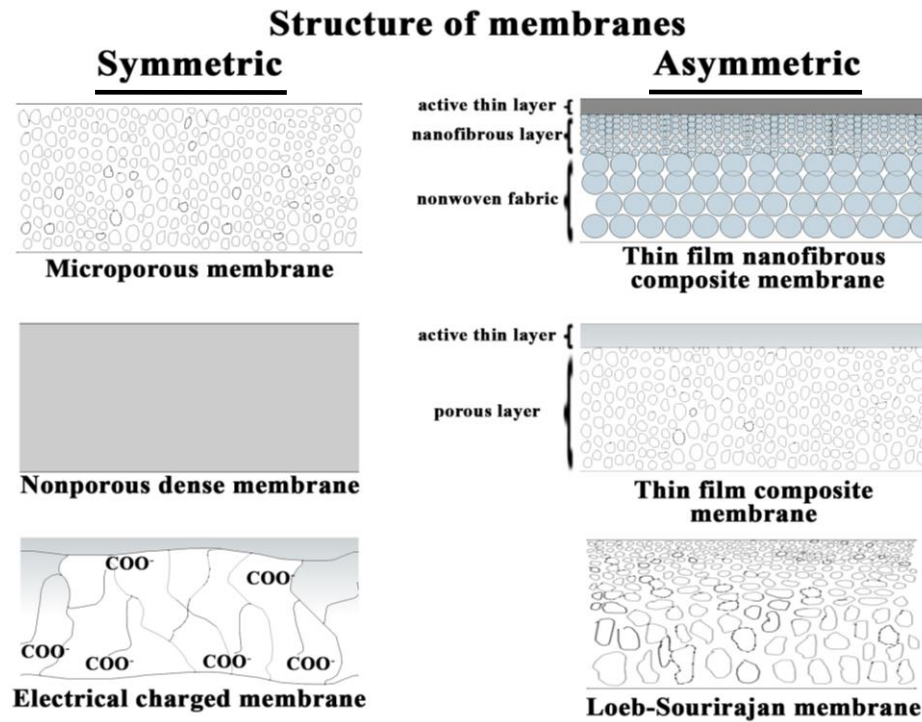 Structure of membranes
Symmetric
Asymmetric
active thin layer
nanofibrous layer
nonwoven fabric
Microporous membrane
Thin film nanofibrous
composite membrane
active thin layer
porous layer
Nonporous dense membrane
Thin film composite
membrane
COO-
COO-
COO-
COO-
COO-
COO-
Electrical charged membrane
Loeb-Sourirajan membrane